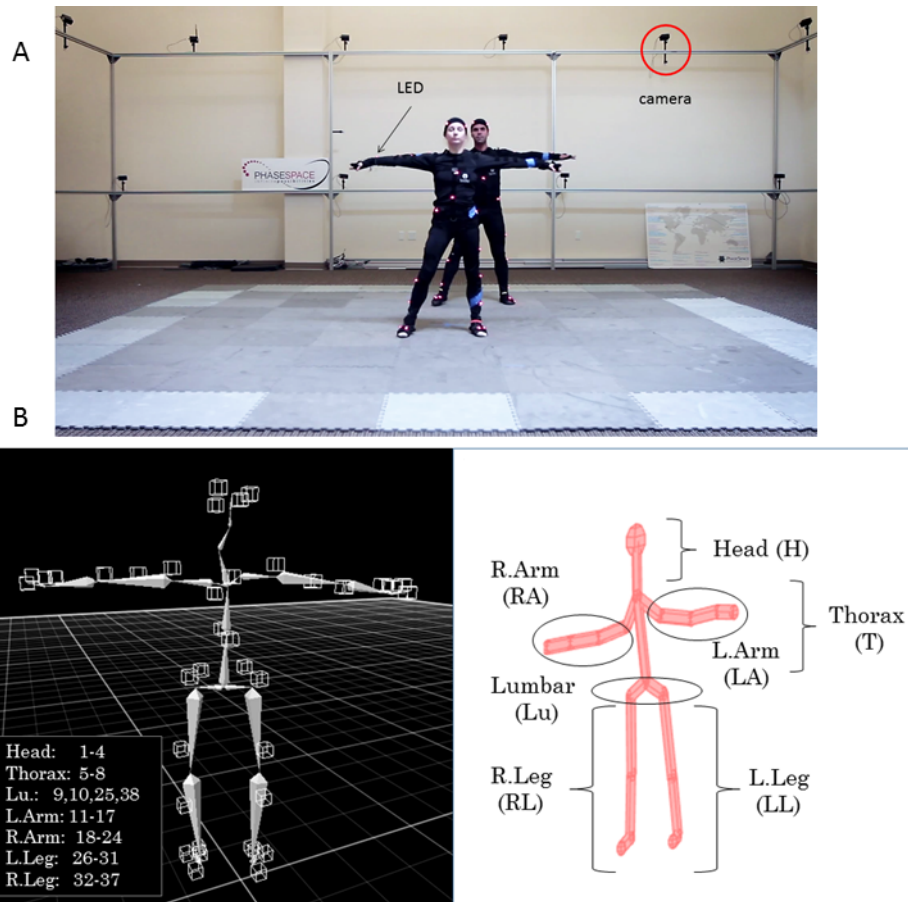 A
LED
camera
PHASESPACE
B
Head (H)
R.Arm
(RA)
Thorax
(T)
L.Arm
(LA)
Lumbar
(Lu)
R.Leg
(RL)
L.Leg
(LL)
Head: 1-4
Thorax: 5-8
Lu.: 9,10,25,38
L.Arm: 11-17
R.Arm: 18-24
L.Leg: 26-31
R.Leg: 32-37